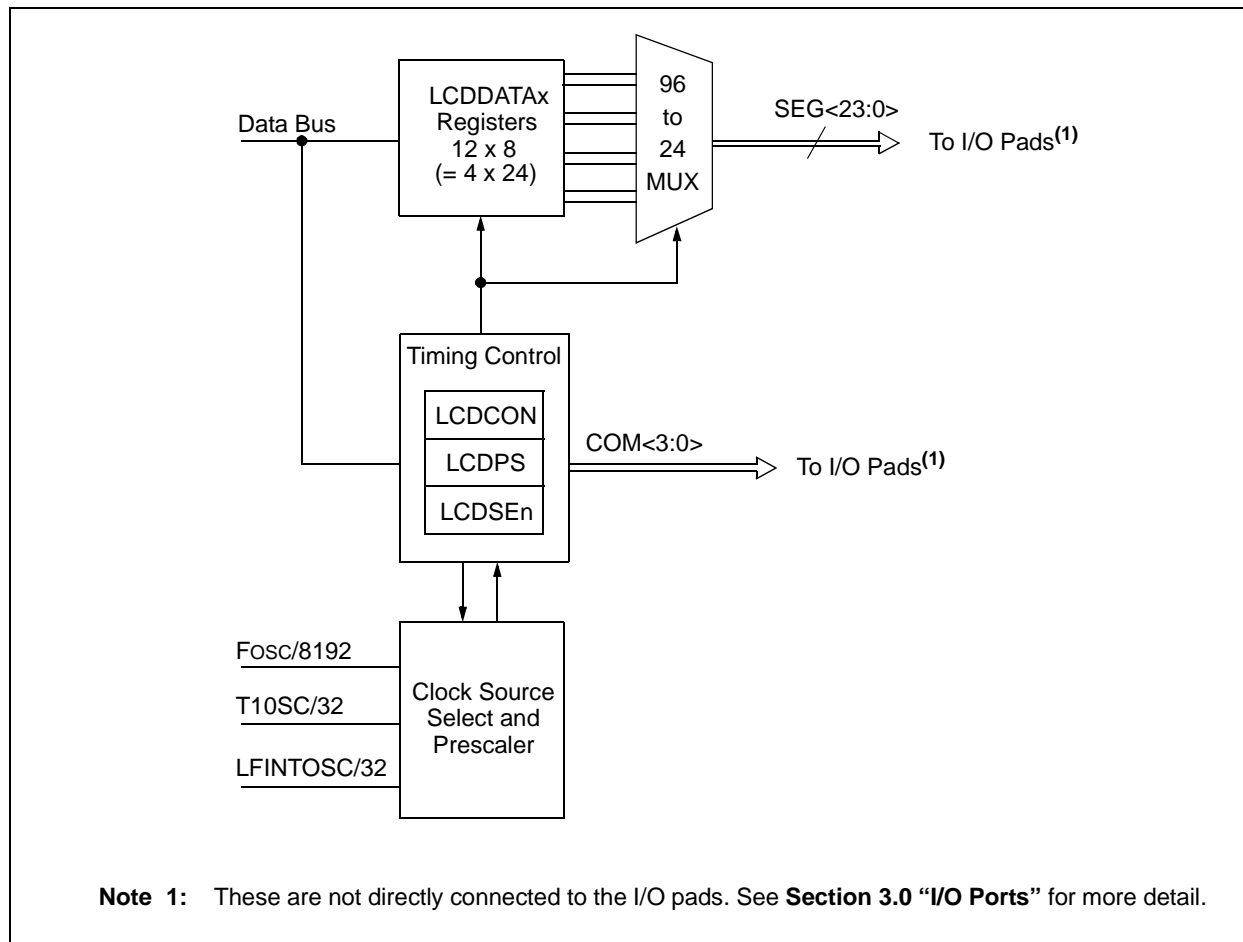 LCDDATAx
Registers
12 x 8
(= 4 x 24)
96
to
24
MUX
Data Bus
SEG<23:0>
To I/O Pads(1)
Timing Control
LCDCON
LCDPS
LCDSEn
COM<3:0>
To I/O Pads(1)
FOSC/8192
T10SC/32
LFINTOSC/32
Clock Source
Select and
Prescaler
Note 1: These are not directly connected to the I/O pads. See Section 3.0 “I/O Ports” for more detail.